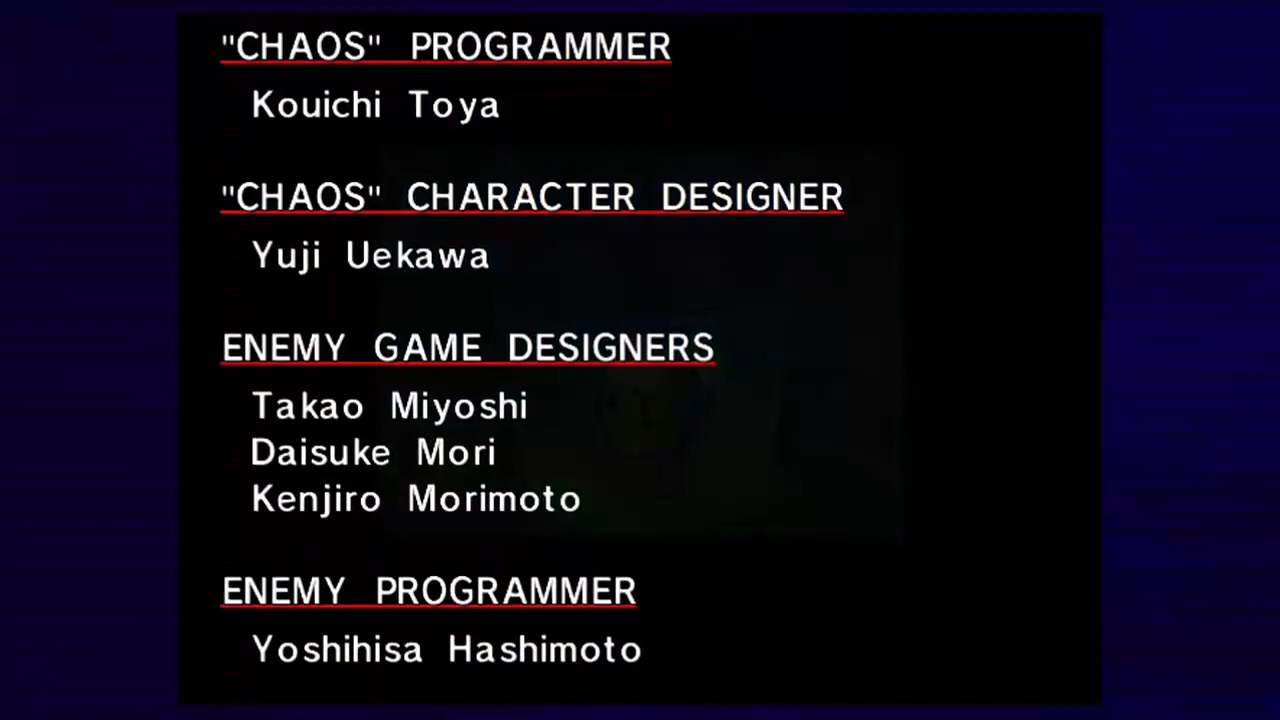 "CHAOS" PROGRAMMER
Kouichi Toya
"CHAOS" CHARACTER DESIGNER
Yuji Uekawa
ENEMY GAME DESIGNERS
Takao Miyoshi
Daisuke Mori
Kenjiro Morimoto
ENEMY PROGRAMMER
Yoshihisa Hashimoto